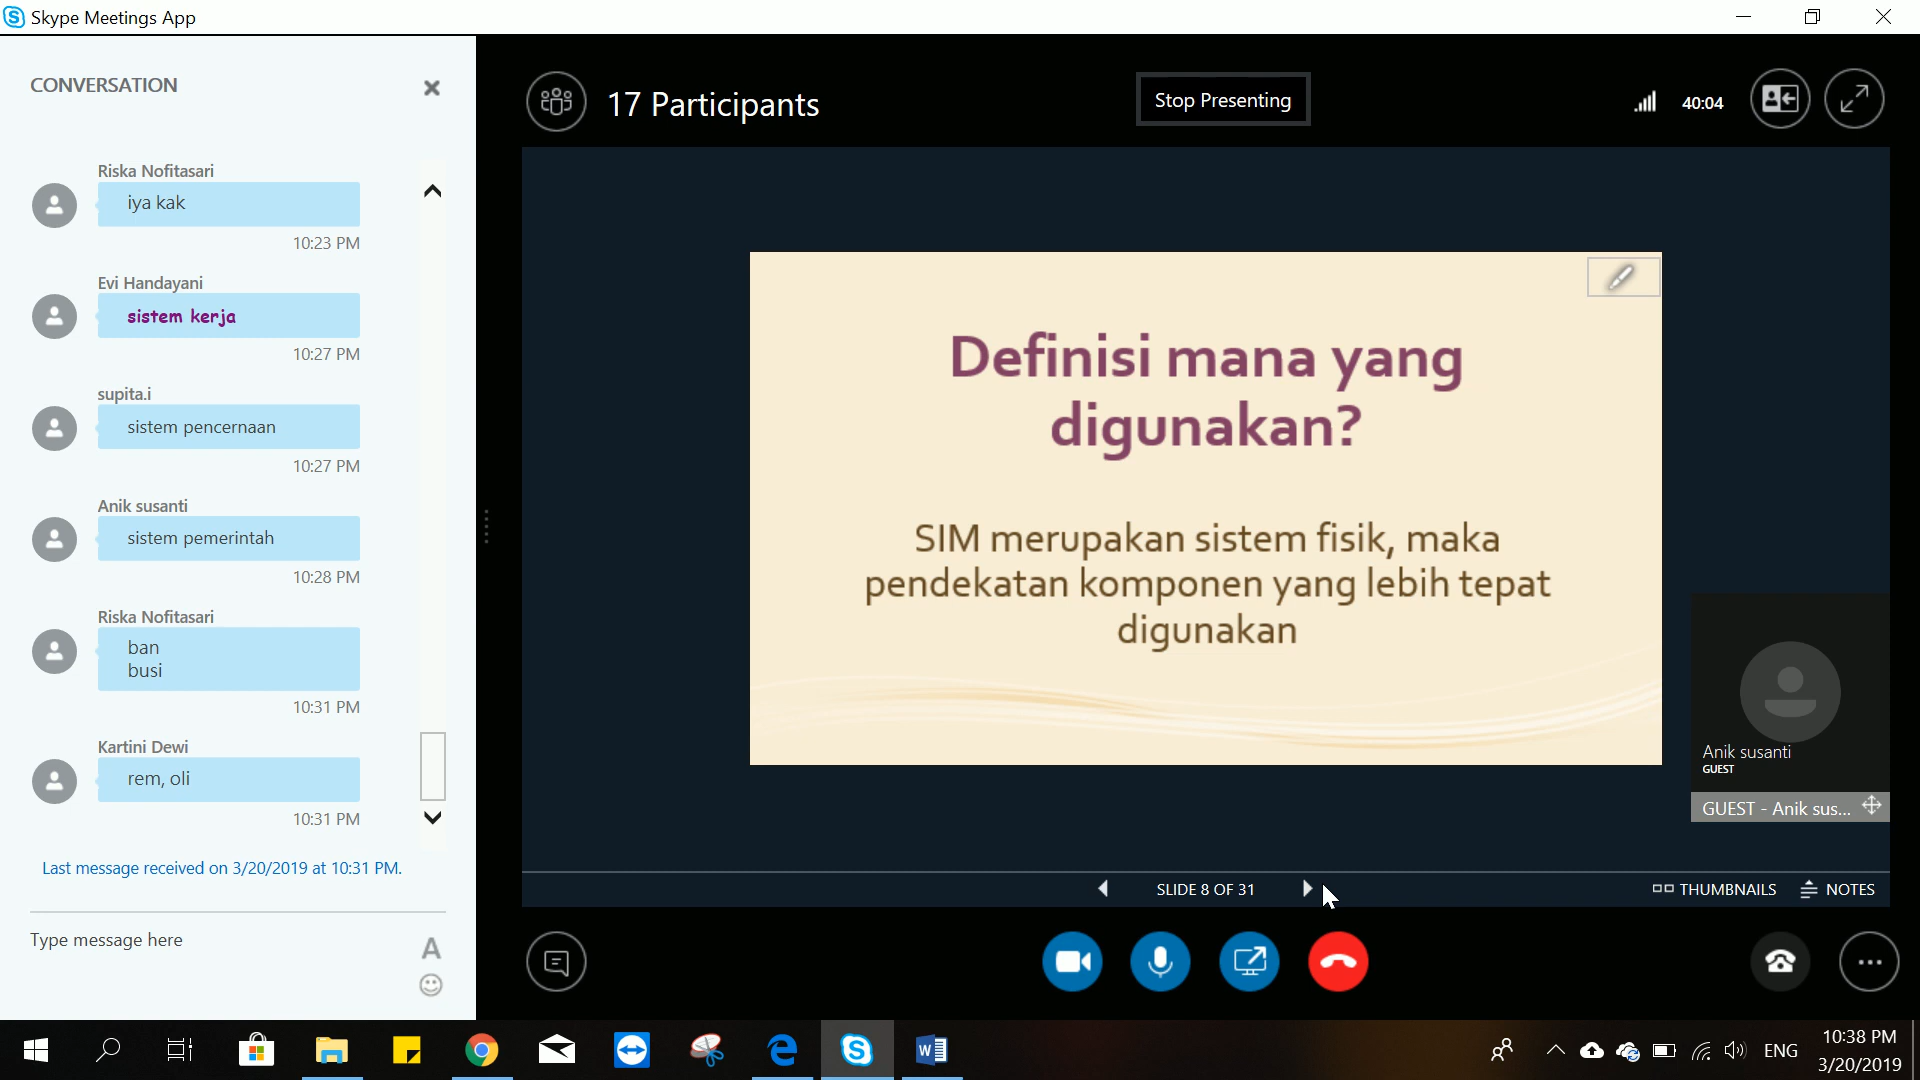 Skype Meetings App
CONVERSATION
Riska Nofitasari
iya kak
10:23 PM
Evi Handayani
sistem kerja
10:27 PM
supita.i
sistem pencernaan
10:27 PM
Anik susanti
sistem pemerintah
10:28 PM
Riska Nofitasari
ban
busi
10:31 PM
Kartini Dewi
rem, oli
10:31 PM
Last message received on 3/20/2019 at 10:31 PM.
Type message here
A
17 Participants
Stop Presenting
40:04
Definisi mana yang
digunakan?
SIM merupakan sistem fisik, maka
pendekatan komponen yang lebih tepat
digunakan
Anik susanti
GUEST
GUEST - Anik sus...
SLIDE 8 OF 31
THUMBNAILS
NOTES
ENG
10:38 PM
3/20/2019